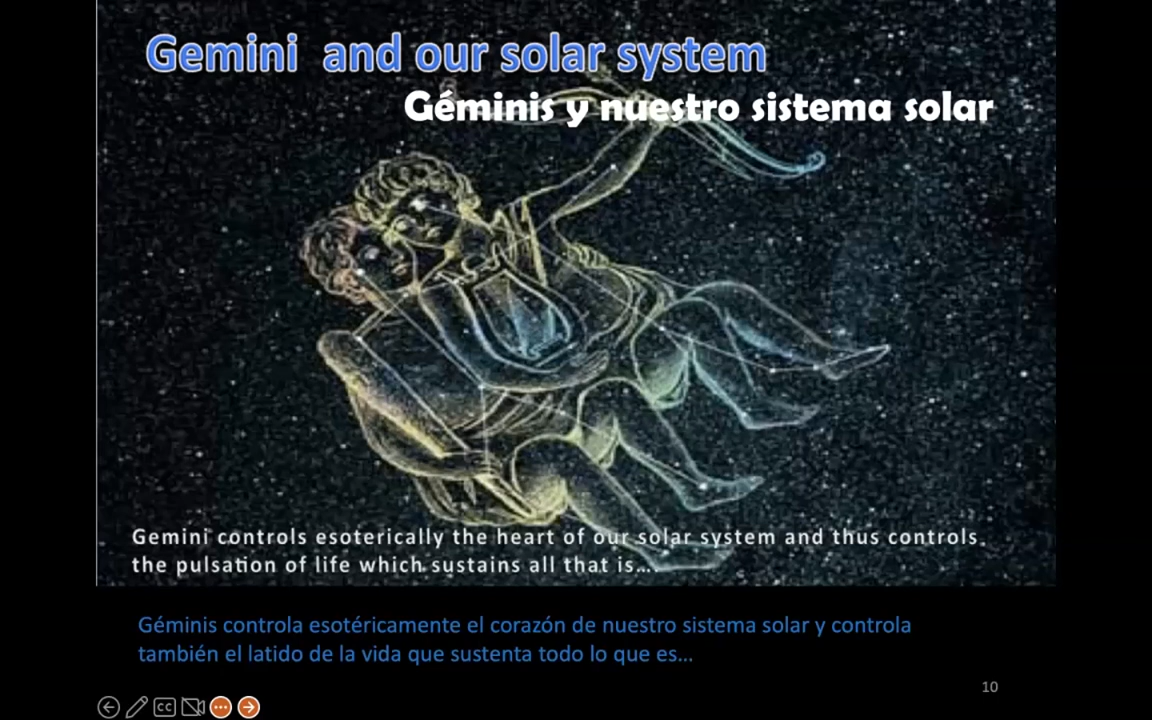 Gemini and our solar system
Géminis y nuestro sistema solar
Gemini controls esoterically the heart of our solar system and thus controls
the pulsation of life which sustains all that is....
Géminis controla esotéricamente el corazón de nuestro sistema solar y controla
también el latido de la vida que sustenta todo lo que es...
10
CC